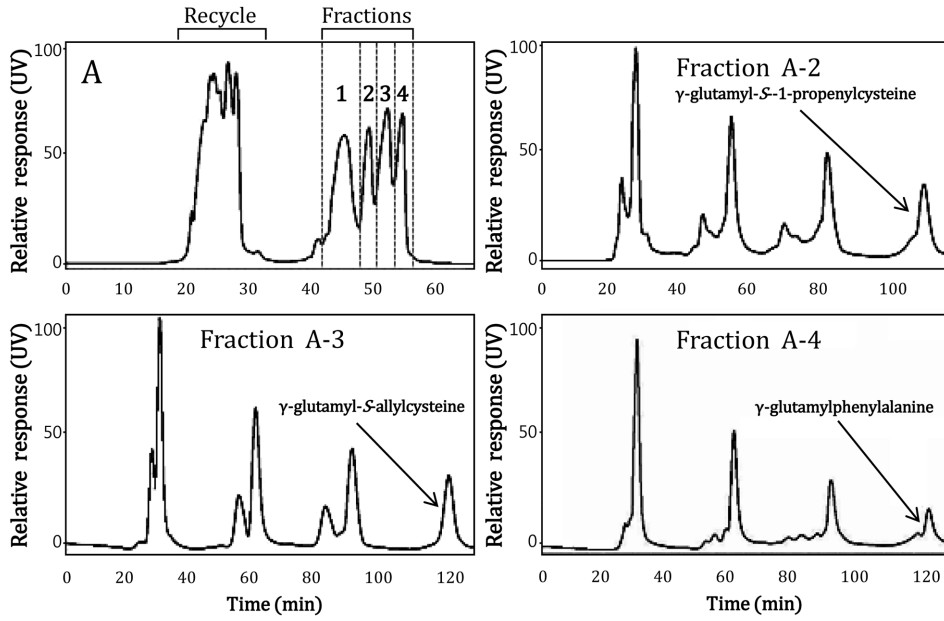 Recycle Fractions
A
1 2 3 4
Relative response (UV)
100
50
0
0 10 20 30 40 50 60
Fraction A-2
γ-glutamyl-S--1-propenylcysteine
Relative response (UV)
100
50
0
0 20 40 60 80 100
Fraction A-3
γ-glutamyl-S-allylcysteine
Relative response (UV)
100
50
0
0 20 40 60 80 100 120
Time (min)
Fraction A-4
γ-glutamylphenylalanine
Relative response (UV)
100
50
0
0 20 40 60 80 100 120
Time (min)